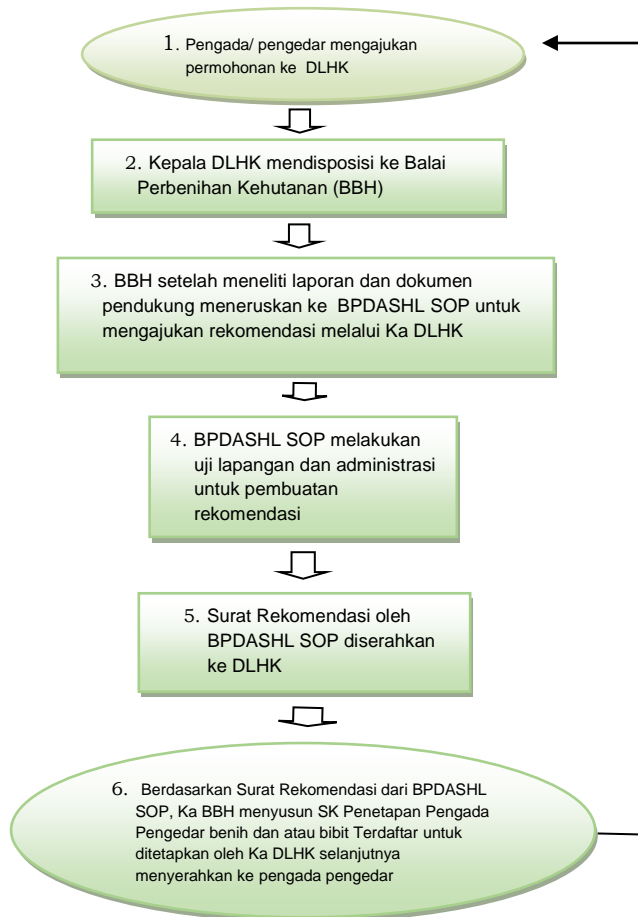 1. Pengada/ pengedar mengajukan
permohonan ke DLHK
2. Kepala DLHK mendisposisi ke Balai
Perbenihan Kehutanan (BBH)
3. BBH setelah meneliti laporan dan dokumen
pendukung meneruskan ke BPDASHL SOP untuk
mengajukan rekomendasi melalui Ka DLHK
4. BPDASHL SOP melakukan
uji lapangan dan administrasi
untuk pembuatan
rekomendasi
5. Surat Rekomendasi oleh
BPDASHL SOP diserahkan
ke DLHK
6. Berdasarkan Surat Rekomendasi dari BPDASHL
SOP, Ka BBH menyusun SK Penetapan Pengada
Pengedar benih dan atau bibit Terdaftar untuk
ditetapkan oleh Ka DLHK selanjutnya
menyerahkan ke pengada pengedar